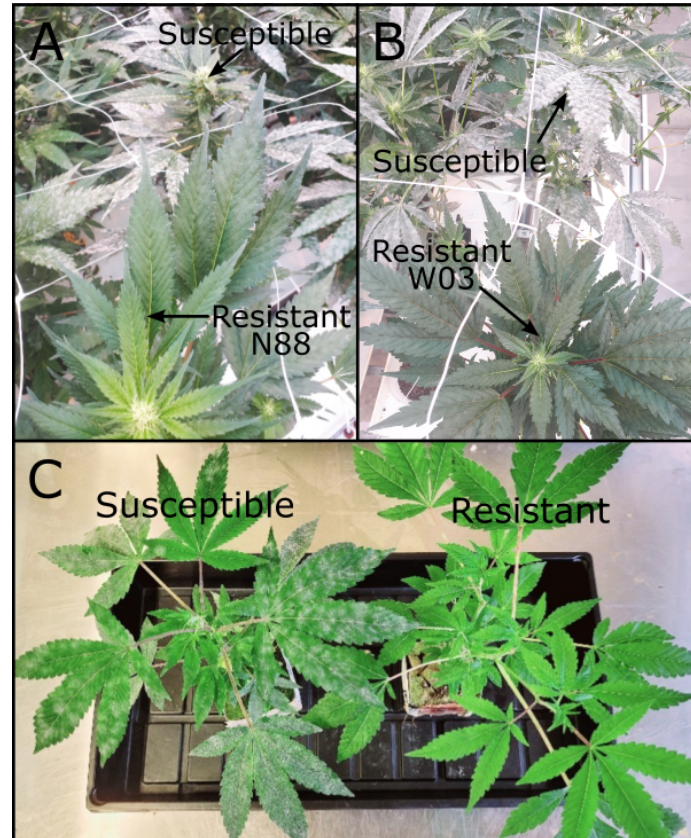 A
Susceptible
Resistant
N88
B
Susceptible
Resistant
W03
C
Susceptible
Resistant